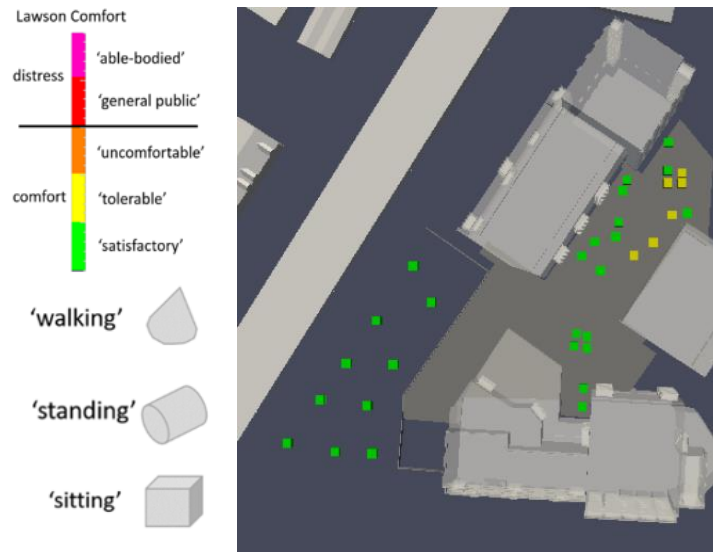 Lawson Comfort
distress
‘able-bodied’
‘general public’
‘uncomfortable’
comfort
‘tolerable’
‘satisfactory’
‘walking’
‘standing’
‘sitting’